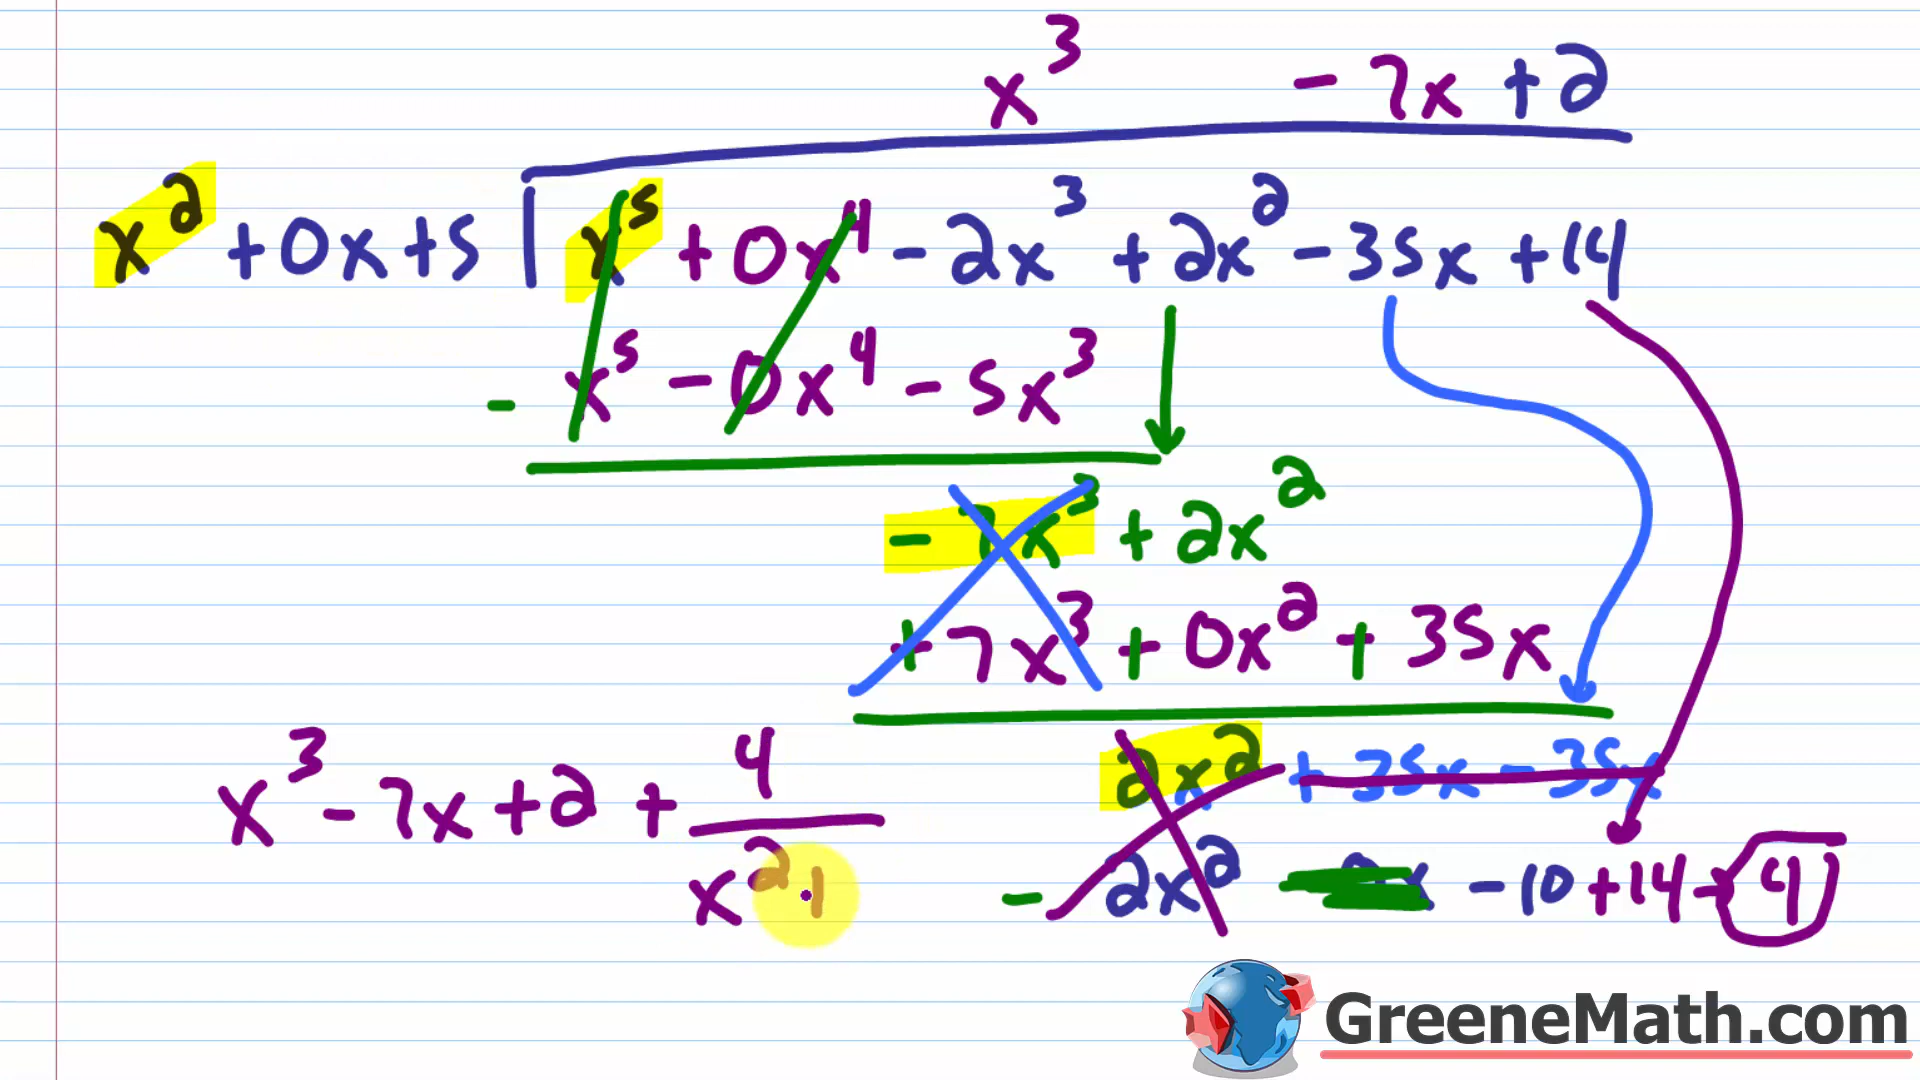 x³ - 7x + 2
x² + 0x + 5 | x⁵ + 0x⁴ - 2x³ + 2x² - 35x + 14
- x⁵ - 0x⁴ - 5x³
- 7x³ + 2x²
+ 7x³ + 0x² + 35x
2x² + 35x - 35x
x³ - 7x + 2 + 4
- 2x² - 10 + 14 → 4
x²
GreeneMath.com